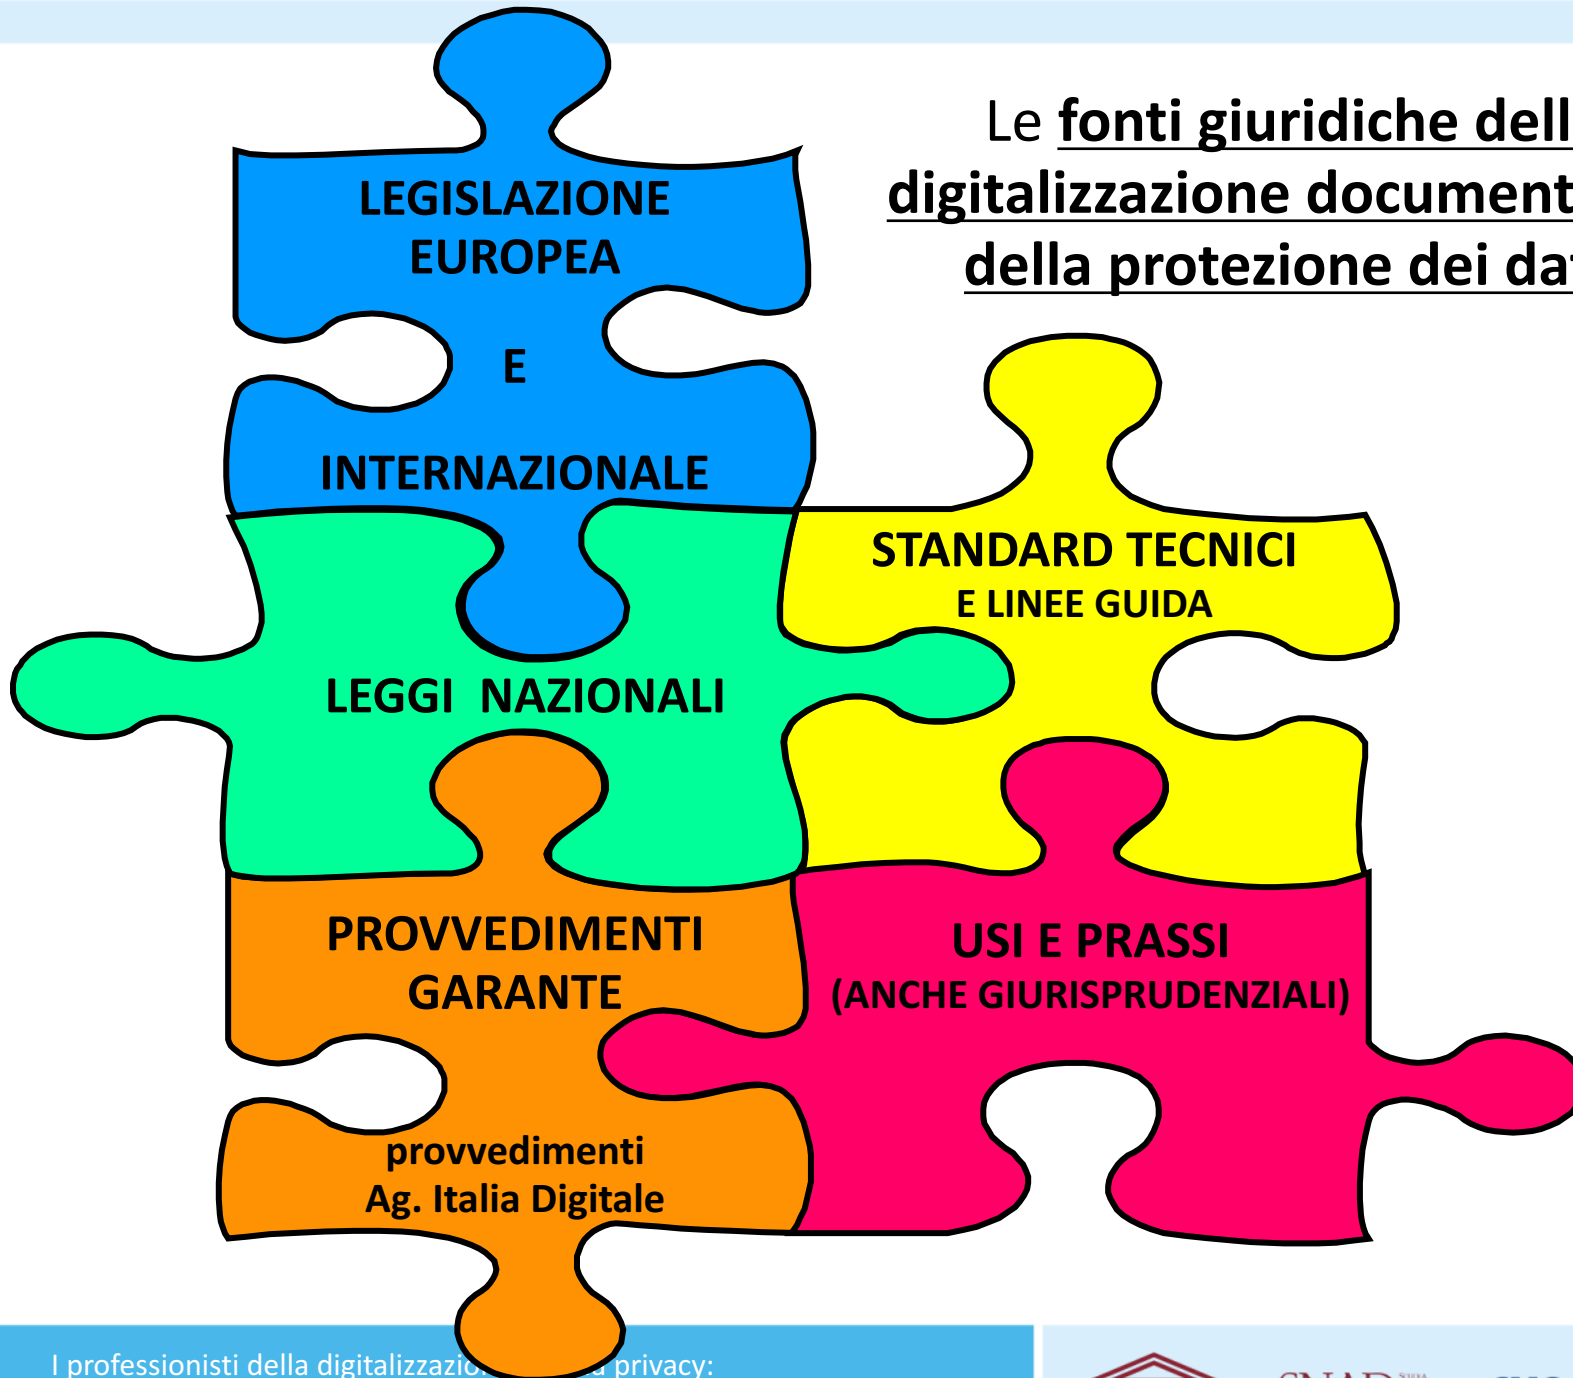 Le fonti giuridiche dell
digitalizzazione document
della protezione dei dat
LEGISLAZIONE
EUROPEA
E
INTERNAZIONALE
STANDARD TECNICI
E LINEE GUIDA
LEGGI NAZIONALI
PROVVEDIMENTI
GARANTE
USI E PRASSI
(ANCHE GIURISPRUDENZIALI)
provvedimenti
Ag. Italia Digitale
I professionisti della digitalizzazio privacy: